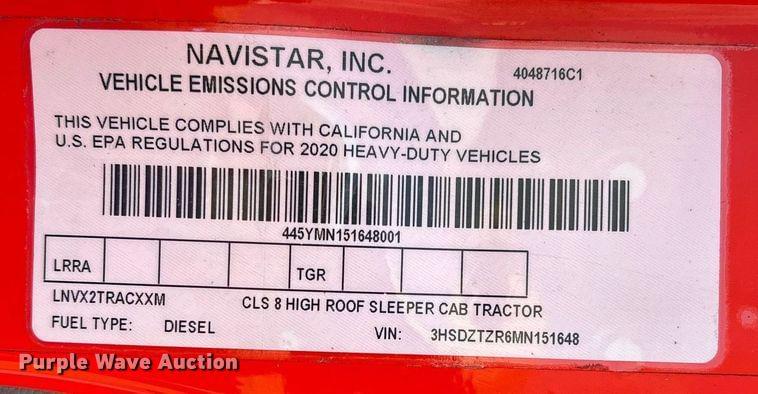 NAVISTAR, INC.
4048716C1
VEHICLE EMISSIONS CONTROL INFORMATION
THIS VEHICLE COMPLIES WITH CALIFORNIA AND
U.S. EPA REGULATIONS FOR 2020 HEAVY-DUTY VEHICLES
445YMN151648001
LRRA TGR
LNVX2TRACXXM CLS 8 HIGH ROOF SLEEPER CAB TRACTOR
FUEL TYPE: DIESEL VIN: 3HSDZTZR6MN151648
Purple Wave Auction